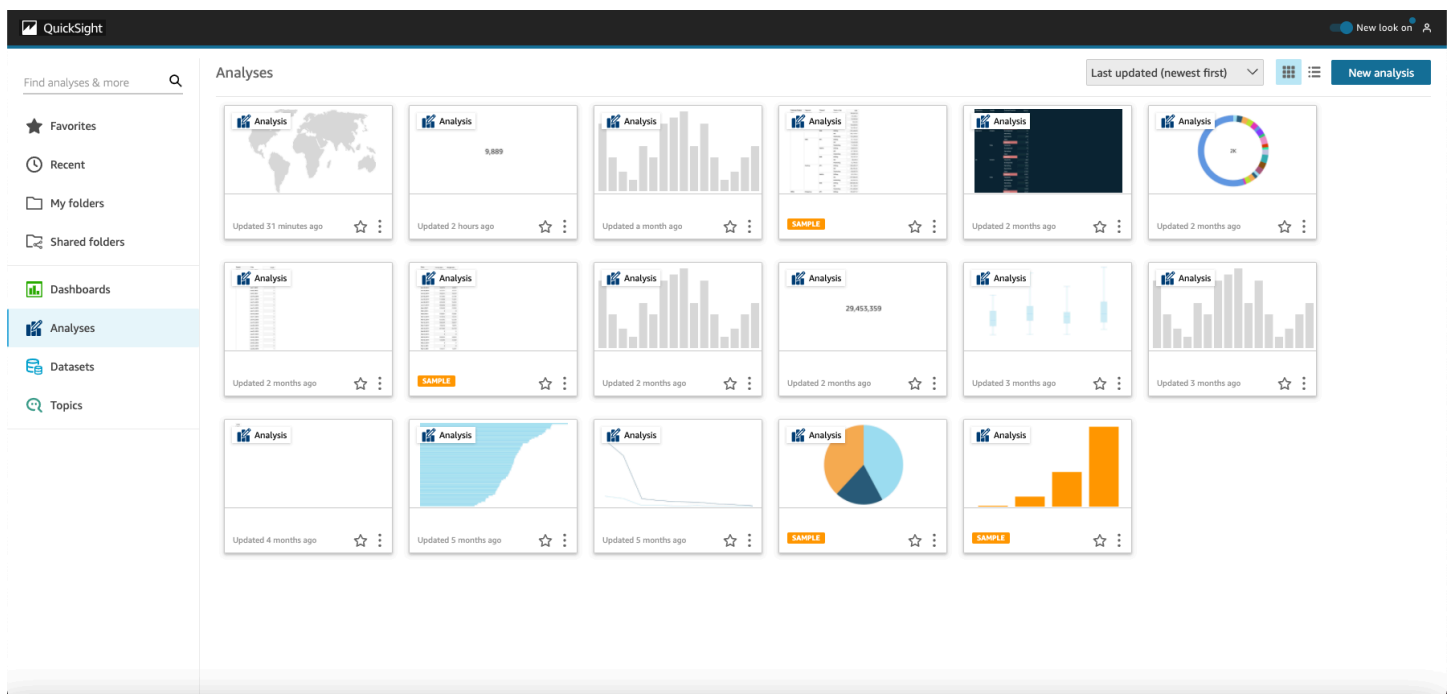 QuickSight
New look on
Find analyses & more
Favorites
Recent
My folders
Shared folders
Dashboards
Analyses
Datasets
Topics
Analyses
Last updated (newest first)
New analysis
Analysis
Updated 31 minutes ago
Analysis
9,889
Updated 2 hours ago
Analysis
Updated a month ago
Analysis
SAMPLE
Analysis
Updated 2 months ago
Analysis
2K
Updated 2 months ago
Analysis
Updated 2 months ago
Analysis
SAMPLE
Analysis
Updated 2 months ago
Analysis
29,453,359
Updated 2 months ago
Analysis
Updated 3 months ago
Analysis
Updated 3 months ago
Analysis
Updated 4 months ago
Analysis
Updated 5 months ago
Analysis
Updated 5 months ago
Analysis
SAMPLE
Analysis
SAMPLE